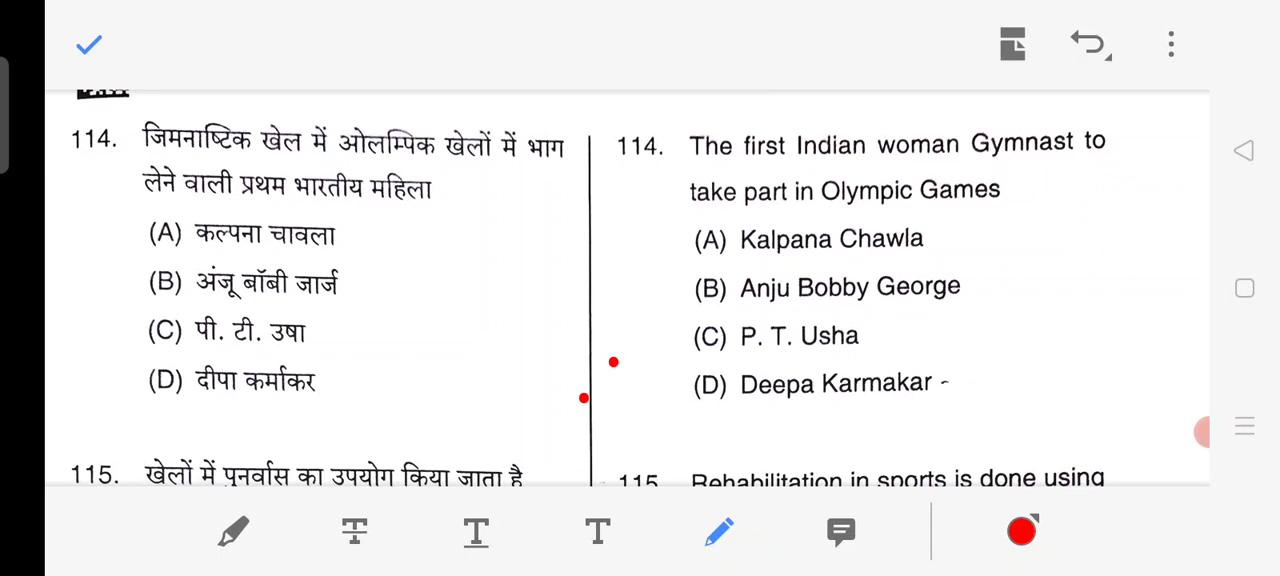 114. जिमनाष्टिक खेल में ओलम्पिक खेलों में भाग
लेने वाली प्रथम भारतीय महिला
(A) कल्पना चावला
(B) अंजू बॉबी जार्ज
(C) पी. टी. उषा
(D) दीपा कर्माकर
115. खेलों में पुनर्वास का उपयोग किया जाता है
114. The first Indian woman Gymnast to
take part in Olympic Games
(A) Kalpana Chawla
(B) Anju Bobby George
(C) P. T. Usha
(D) Deepa Karmakar -
115. Rehabilitation in sports is done using
T T T